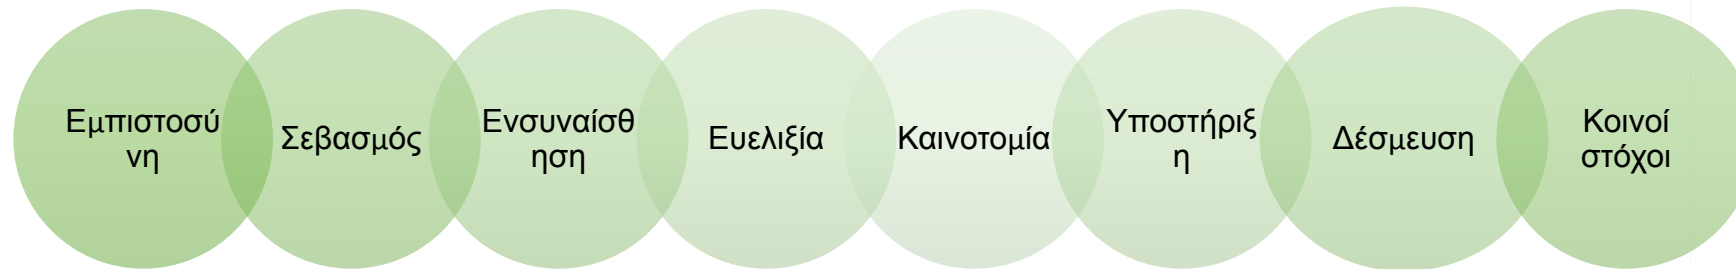 Εμπιστοσύ
νη
Σεβασμός
Ενσυναίσθ
ηση
Ευελιξία
Καινοτομία
Υποστήριξ
η
Δέσμευση
Κοινοί
στόχοι